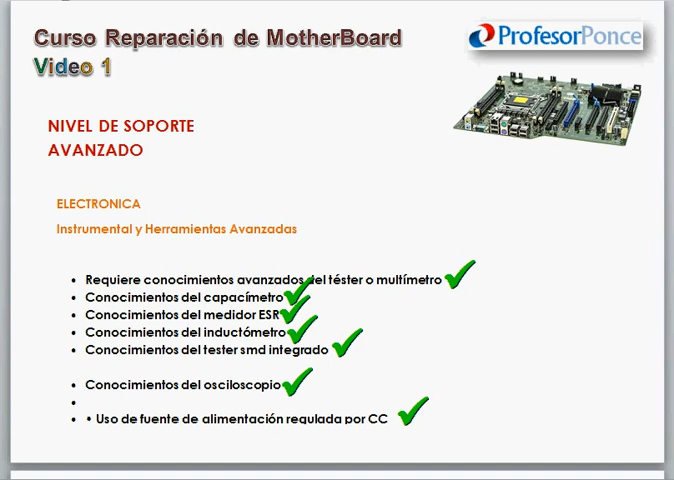 Curso Reparación de MotherBoard
Video 1
ProfesorPonce
NIVEL DE SOPORTE
AVANZADO
ELECTRONICA
Instrumental y Herramientas Avanzadas
• Requiere conocimientos avanzados del téster o multímetro
• Conocimientos del capacímetro
• Conocimientos del medidor ESR
• Conocimientos del inductómetro
• Conocimientos del tester smd integrado
• Conocimientos del osciloscopio
•
• • Uso de fuente de alimentación regulada por CC